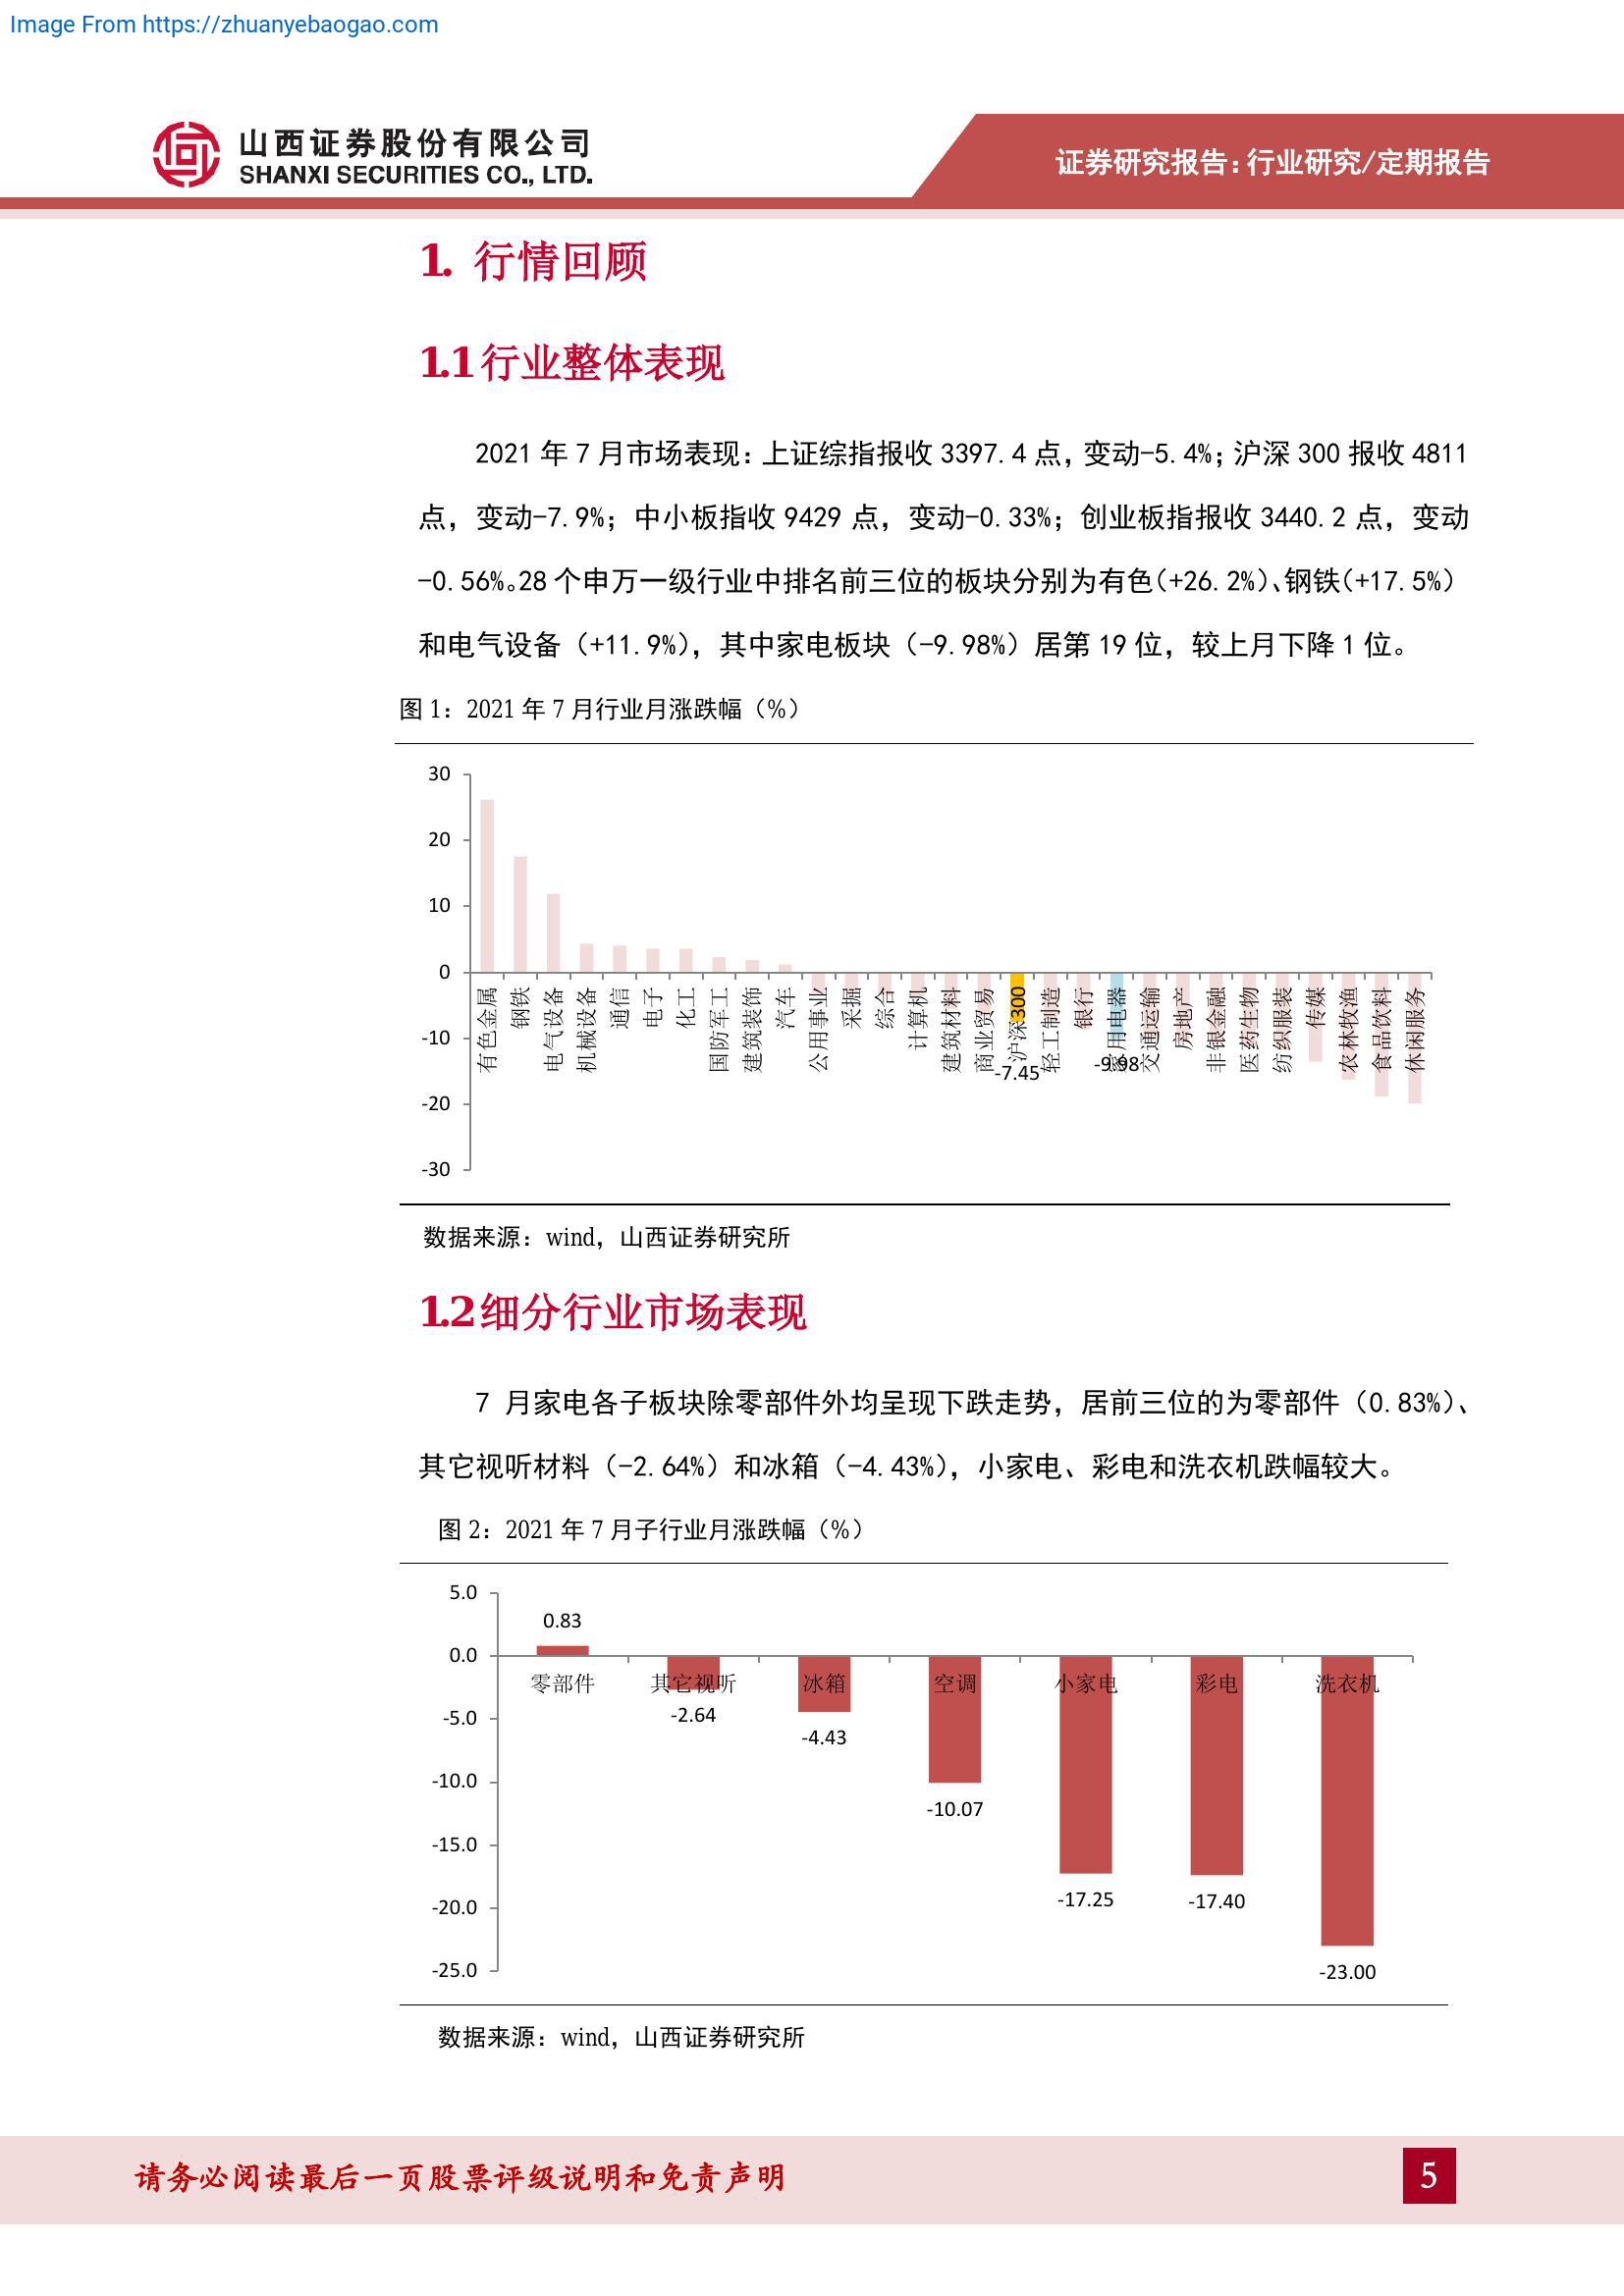 Image From https://zhuanyebaogao.com
山西证券股份有限公司
SHANXI SECURITIES CO., LTD.
证券研究报告：行业研究/定期报告
1. 行情回顾
1.1 行业整体表现
2021 年 7 月市场表现：上证综指报收 3397.4 点，变动-5.4%；沪深 300 报收 4811
点，变动-7.9%；中小板指收 9429 点，变动-0.33%；创业板指报收 3440.2 点，变动
-0.56%。28 个申万一级行业中排名前三位的板块分别为有色（+26.2%）、钢铁（+17.5%）
和电气设备（+11.9%），其中家电板块（-9.98%）居第 19 位，较上月下降 1 位。
图 1：2021 年 7 月行业月涨跌幅（%）
30
20
10
0
-10
-20
-30
有色金属
钢铁
电气设备
机械设备
通信
电子
化工
国防军工
建筑装饰
汽车
公用事业
采掘
综合
计算机
建筑材料
商业贸易
沪深300
轻工制造
银行
家用电器
交通运输
房地产
非银金融
医药生物
纺织服装
传媒
农林牧渔
食品饮料
休闲服务
-7.45
-9.98
数据来源：wind，山西证券研究所
1.2 细分行业市场表现
7 月家电各子板块除零部件外均呈现下跌走势，居前三位的为零部件（0.83%）、
其它视听材料（-2.64%）和冰箱（-4.43%），小家电、彩电和洗衣机跌幅较大。
图 2：2021 年 7 月子行业月涨跌幅（%）
5.0
0.0
-5.0
-10.0
-15.0
-20.0
-25.0
0.83
零部件
其它视听
冰箱
空调
小家电
彩电
洗衣机
-2.64
-4.43
-10.07
-17.25
-17.40
-23.00
数据来源：wind，山西证券研究所
请务必阅读最后一页股票评级说明和免责声明
5